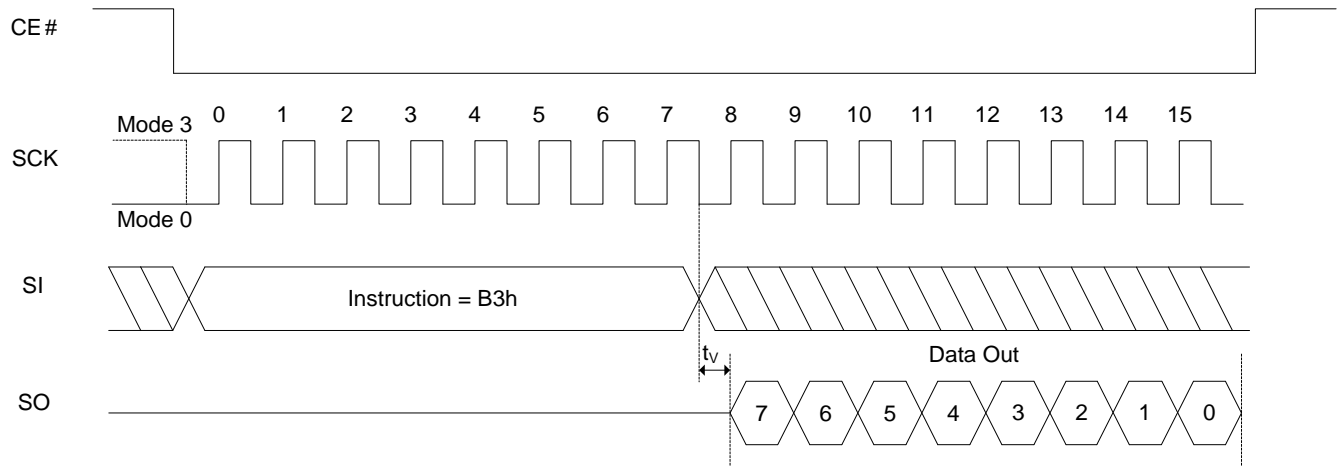 CE #
0 1 2 3 4 5 6 7 8 9 10 11 12 13 14 15
Mode 3
SCK
Mode 0
SI
Instruction = B3h
tV
Data Out
SO
7 6 5 4 3 2 1 0